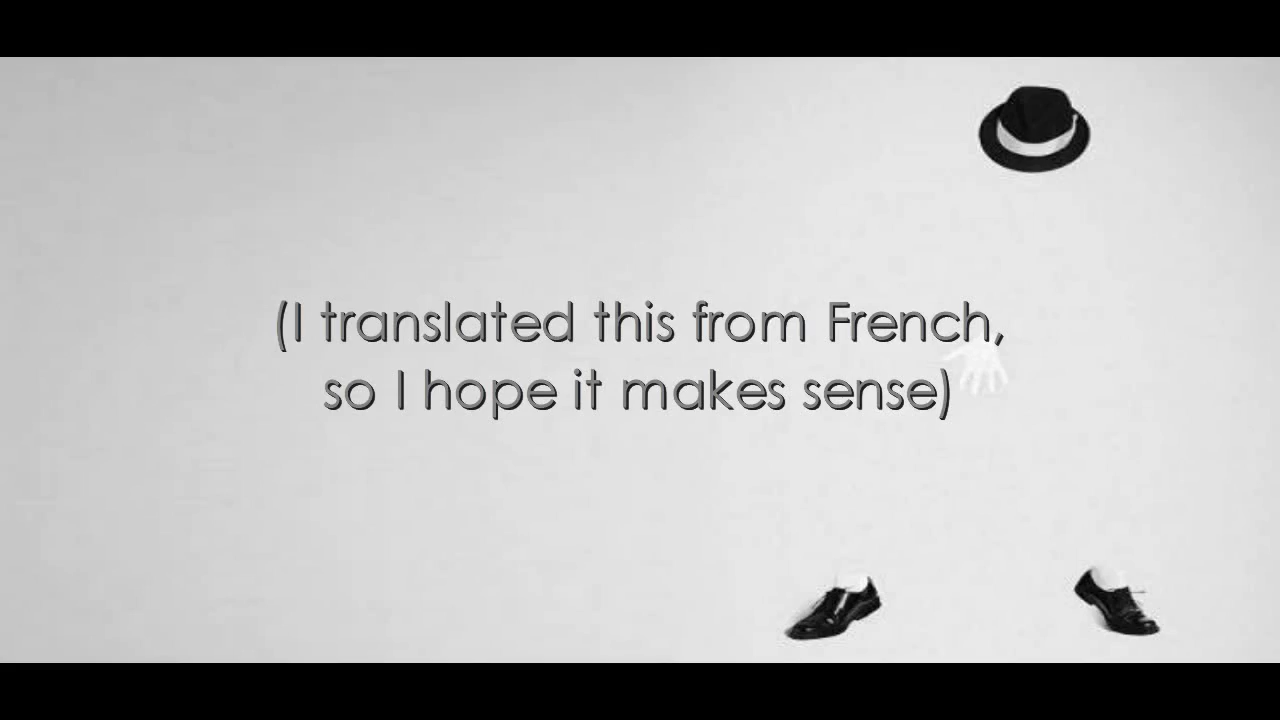 (I translated this from French,
so I hope it makes sense)